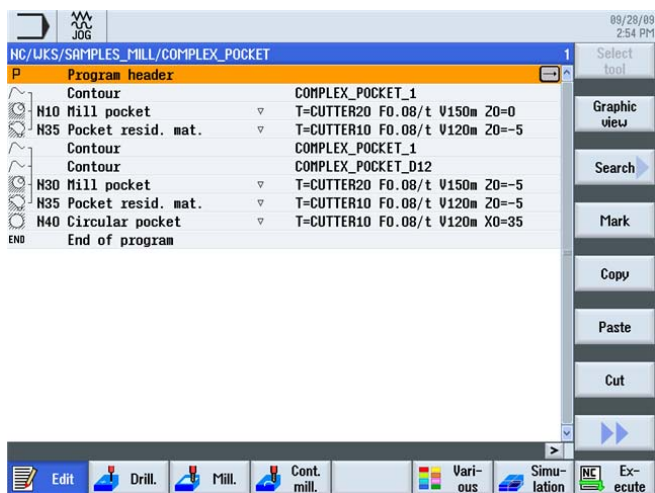 JOG
09/28/09
2:54 PM
NC/WKS/SAMPLES_MILL/COMPLEX_POCKET 1
Select
tool
P Program header
Contour COMPLEX_POCKET_1
N10 Mill pocket ▽ T=CUTTER20 F0.08/t V150m Z0=0
N35 Pocket resid. mat. ▽ T=CUTTER10 F0.08/t V120m Z0=-5
Contour COMPLEX_POCKET_1
Contour COMPLEX_POCKET_D12
N30 Mill pocket ▽ T=CUTTER20 F0.08/t V150m Z0=-5
N35 Pocket resid. mat. ▽ T=CUTTER10 F0.08/t V120m Z0=-5
N40 Circular pocket ▽ T=CUTTER10 F0.08/t V120m X0=35
END End of program
Graphic
view
Search
Mark
Copy
Paste
Cut
Edit
Drill.
Mill.
Cont.
mill.
Vari-
ous
Simu-
lation
NC Ex-
ecute